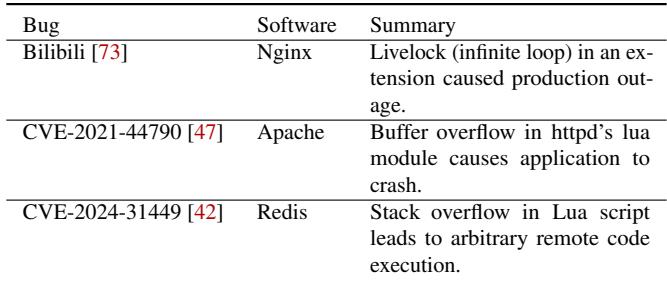 Bug Software Summary
Bilibili [73] Nginx Livelock (infinite loop) in an ex-
tension caused production out-
age.
CVE-2021-44790 [47] Apache Buffer overflow in httpd's lua
module causes application to
crash.
CVE-2024-31449 [42] Redis Stack overflow in Lua script
leads to arbitrary remote code
execution.